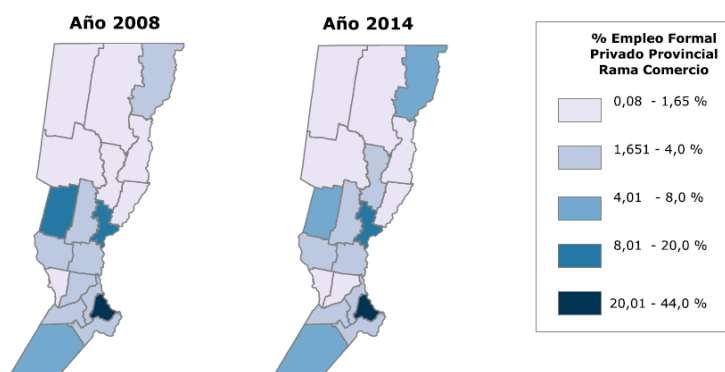 Año 2008
Año 2014
% Empleo Formal
Privado Provincial
Rama Comercio
0,08 - 1,65 %
1,651 - 4,0 %
4,01 - 8,0 %
8,01 - 20,0 %
20,01 - 44,0 %